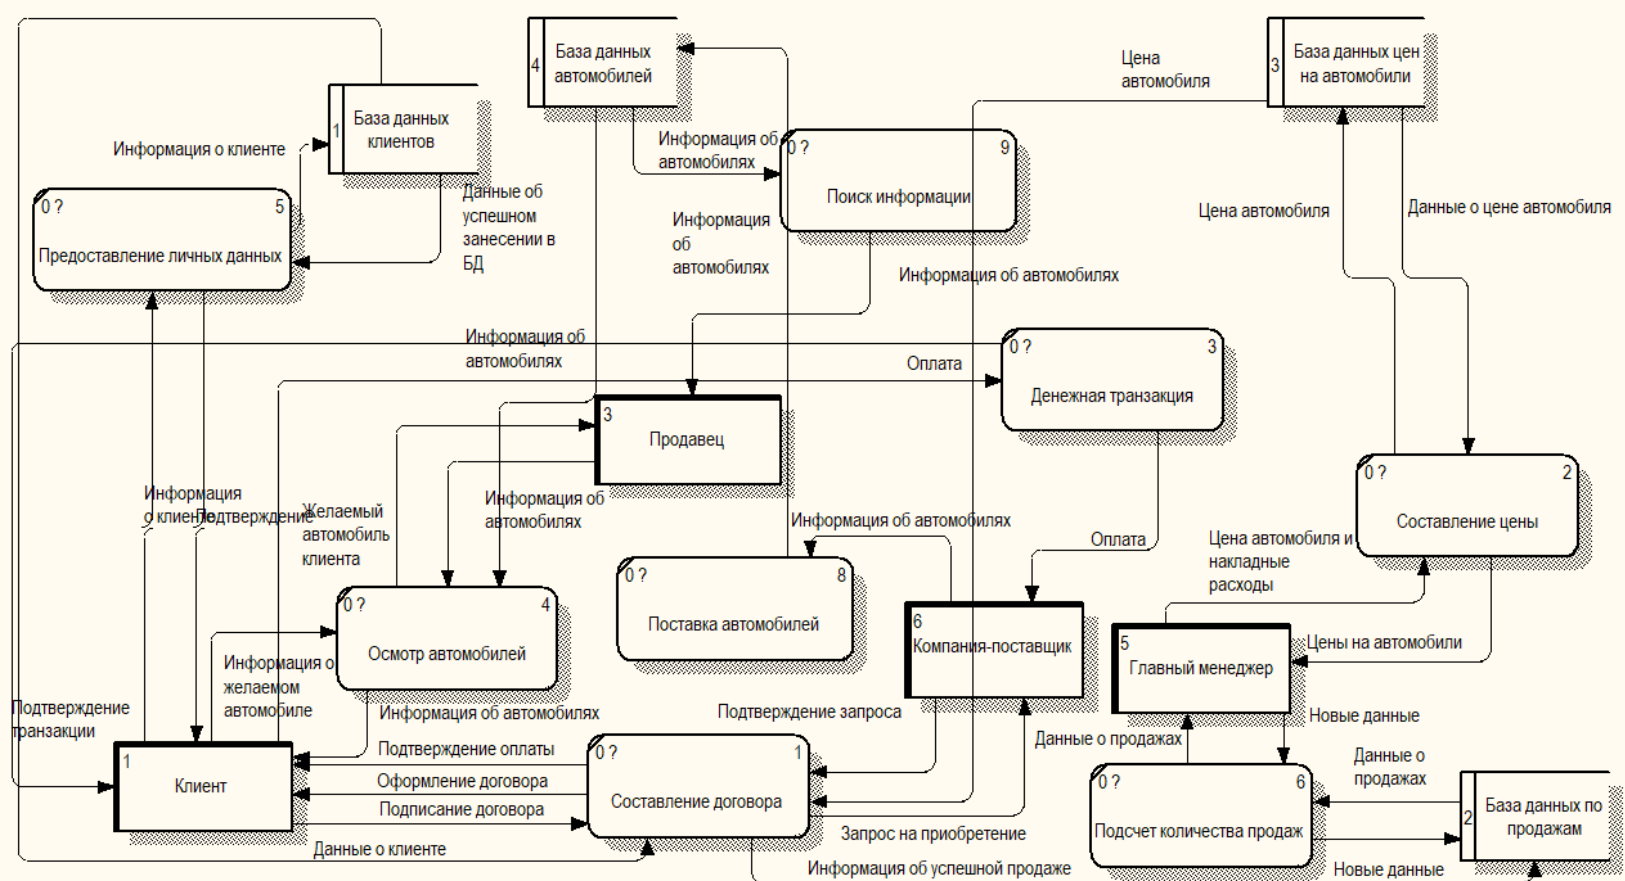 4
База данных
автомобилей
Цена
автомобиля
3
База данных цен
на автомобили
1
База данных
клиентов
Информация о клиенте
Информация об
автомобилях
0 ?
9
Поиск информации
Данные об
успешном
занесении в
БД
0 ?
5
Предоставление личных данных
Информация
об
автомобилях
Цена автомобиля
Данные о цене автомобиля
Информация об автомобилях
Информация об
автомобилях
Оплата
0 ?
3
Денежная транзакция
3
Продавец
0 ?
2
Составление цены
Информация
о клиенте
Подтверждение
Желаемый
автомобиль
клиента
Информация об
автомобилях
Информация об автомобилях
Оплата
Цена автомобиля и
накладные
расходы
0 ?
8
Поставка автомобилей
0 ?
4
Осмотр автомобилей
6
Компания-поставщик
5
Главный менеджер
Цены на автомобили
Информация о
желаемом
автомобиле
Подтверждение
транзакции
Информация об автомобилях
Подтверждение запроса
Данные о продажах
Новые данные
1
Клиент
Подтверждение оплаты
Оформление договора
Подписание договора
0 ?
1
Составление договора
Данные о
продажах
0 ?
6
Подсчет количества продаж
2
База данных по
продажам
Запрос на приобретение
Данные о клиенте
Информация об успешной продаже
Новые данные